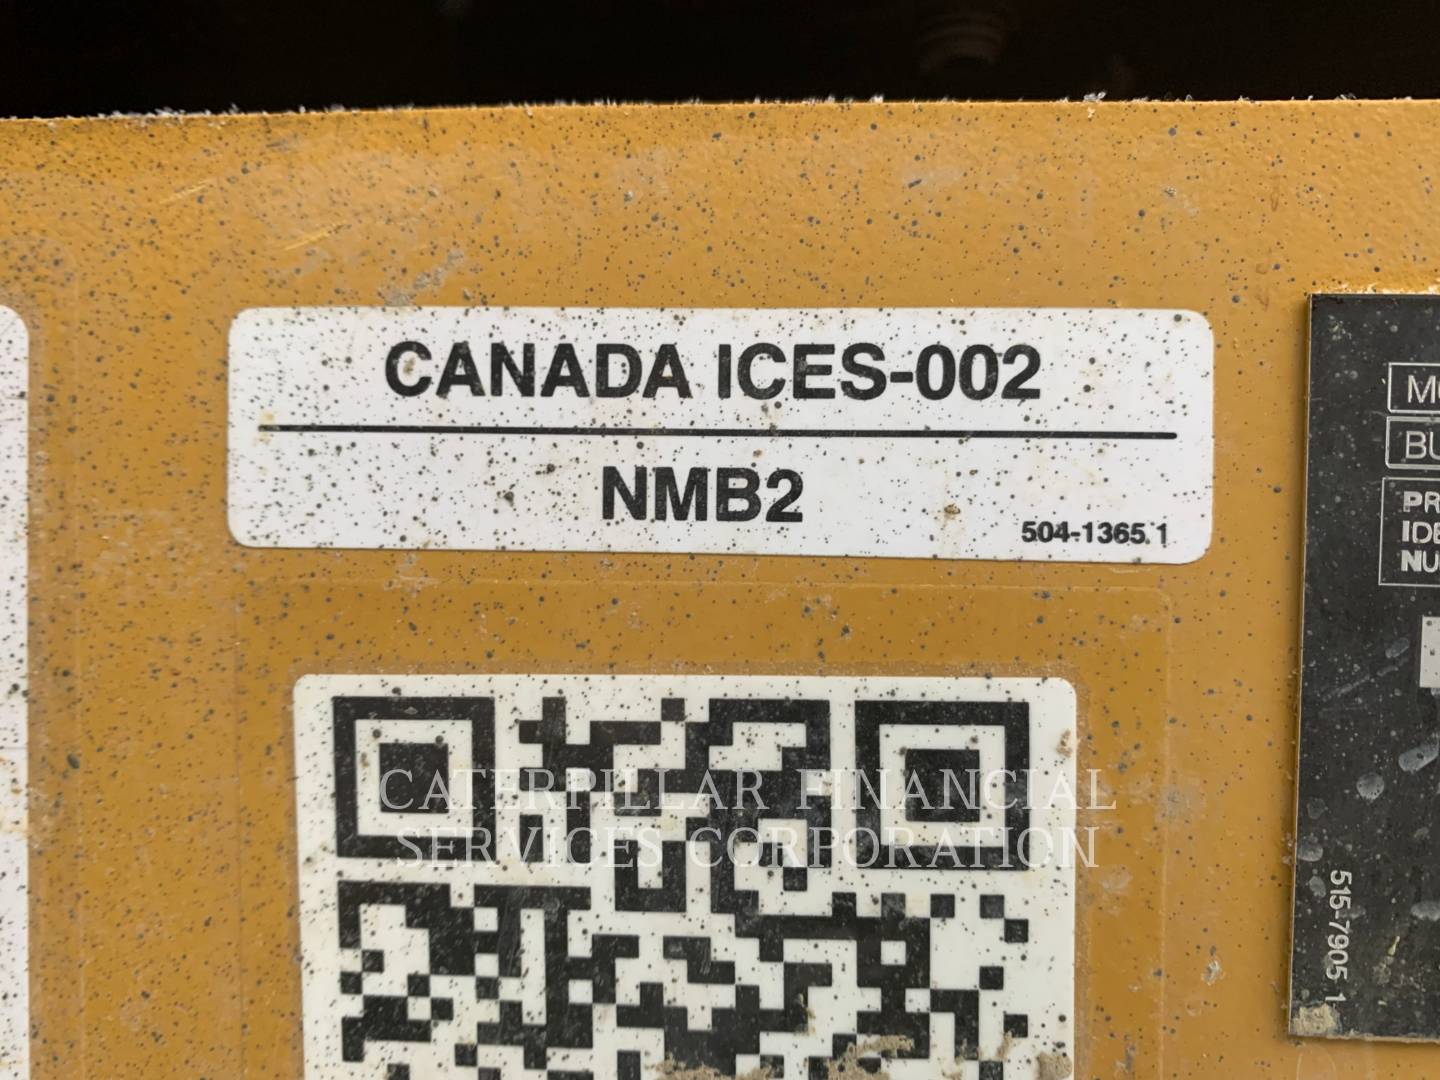 CANADA ICES-002
NMB2
504-1365 1
CATERPILLAR FINANCIAL
SERVICES CORPORATION
515-7905 1